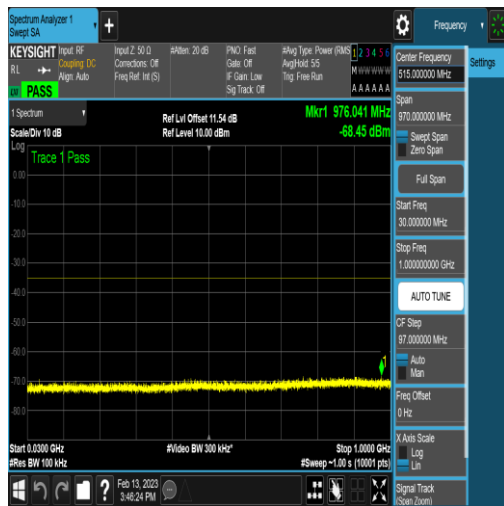 Spectrum Analyzer 1
Swept SA
Frequency
KEYSIGHT
RL
PASS
Input: RF
Coupling: DC
Align: Auto
Input Z: 50 Ω
Corrections: Off
Freq Ref: Int (S)
#Atten: 20 dB
PNO: Fast
Gate: Off
IF Gain: Low
Sig Track: Off
#Avg Type: Power (RMS
Avg|Hold: 5/5
Trig: Free Run
1 2 3 4 5 6
M W W W W W
A A A A A A
1 Spectrum
Scale/Div 10 dB
Log
Ref Lvl Offset 11.54 dB
Ref Level 10.00 dBm
Mkr1 976.041 MHz
-68.45 dBm
Trace 1 Pass
0.00
-10.0
-20.0
-30.0
-40.0
-50.0
-60.0
-70.0
-80.0
1
Start 0.0300 GHz
#Res BW 100 kHz
#Video BW 300 kHz*
Stop 1.0000 GHz
#Sweep ~1.00 s (10001 pts)
Feb 13, 2023
3:46:24 PM
Settings
Center Frequency
515.000000 MHz
Span
970.000000 MHz
Swept Span
Zero Span
Full Span
Start Freq
30.000000 MHz
Stop Freq
1.000000000 GHz
AUTO TUNE
CF Step
97.000000 MHz
Auto
Man
Freq Offset
0 Hz
X Axis Scale
Log
Lin
Signal Track
(Span Zoom)